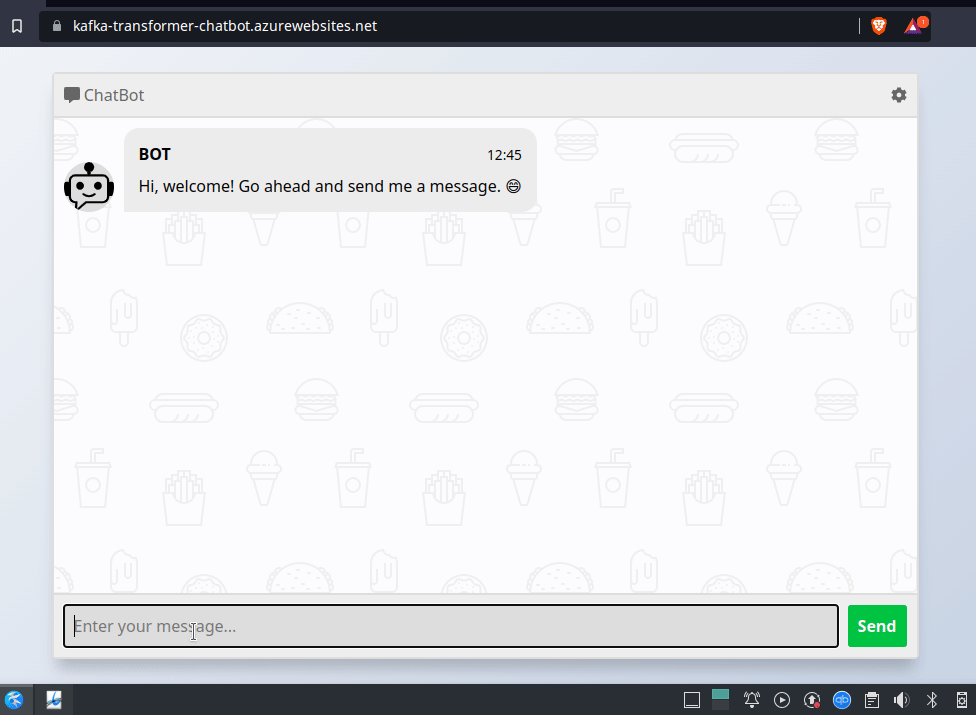 kafka-transformer-chatbot.azurewebsites.net
1
ChatBot
BOT 12:45
Hi, welcome! Go ahead and send me a message. 😄
Enter your message...
Send